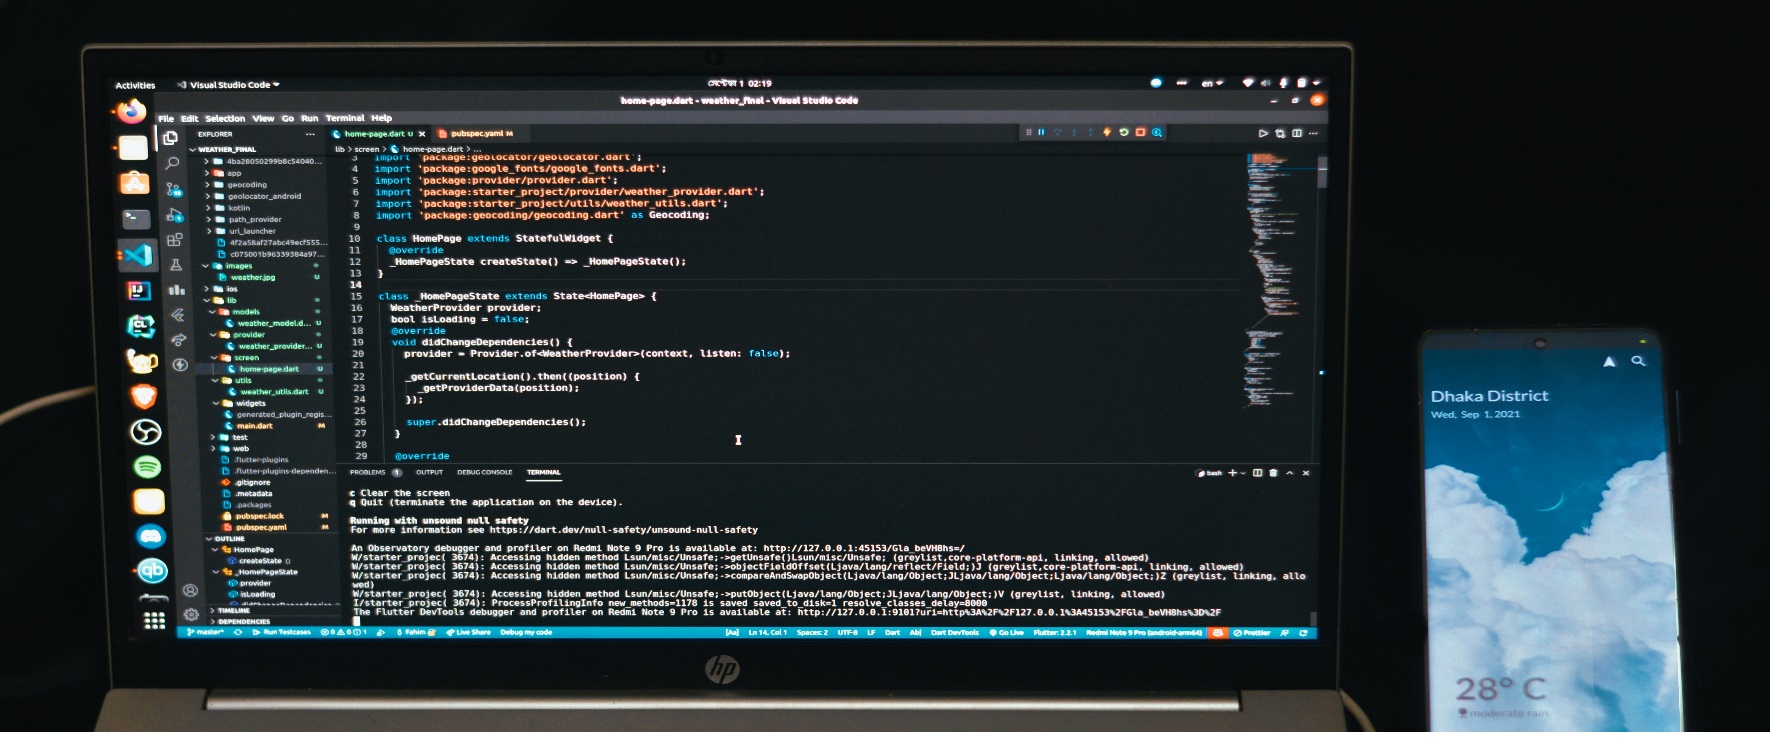 Activities
Visual Studio Code
1 02:19
en
home-page.dart - weather_final - Visual Studio Code
File Edit Selection View Go Run Terminal Help
EXPLORER
home-page.dart U
pubspec.yaml M
WEATHER_FINAL
4ba28050299b8c54040...
app
geocoding
geolocator_android
kotlin
path_provider
url_launcher
4f2a58af27abc49ecf555...
c075001b96339384a97...
images
weather.jpg U
ios
lib
models
weather_model.d... U
provider
weather_provider... U
screen
home-page.dart U
utils
weather_utils.dart U
widgets
generated_plugin_regis...
main.dart M
test
web
.flutter-plugins
.flutter-plugins-dependen...
.gitignore
.metadata
.packages
pubspec.lock M
pubspec.yaml M
OUTLINE
HomePage
createState ()
_HomePageState
provider
isLoading
TIMELINE
DEPENDENCIES
lib > screen > home-page.dart > ...
3 import 'package:geolocator/geolocator.dart';
4 import 'package:google_fonts/google_fonts.dart';
5 import 'package:provider/provider.dart';
6 import 'package:starter_project/provider/weather_provider.dart';
7 import 'package:starter_project/utils/weather_utils.dart';
8 import 'package:geocoding/geocoding.dart' as Geocoding;
9
10 class HomePage extends StatefulWidget {
11 @override
12 _HomePageState createState() => _HomePageState();
13 }
14
15 class _HomePageState extends State<HomePage> {
16 WeatherProvider provider;
17 bool isLoading = false;
18 @override
19 void didChangeDependencies() {
20 provider = Provider.of<WeatherProvider>(context, listen: false);
21
22 _getCurrentLocation().then((position) {
23 _getProviderData(position);
24 });
25
26 super.didChangeDependencies();
27 }
28
29 @override
PROBLEMS 1 OUTPUT DEBUG CONSOLE TERMINAL
bash
c Clear the screen
q Quit (terminate the application on the device).
Running with unsound null safety
For more information see https://dart.dev/null-safety/unsound-null-safety
An Observatory debugger and profiler on Redmi Note 9 Pro is available at: http://127.0.0.1:45153/Gla_beVH8hs=/
W/starter_projec( 3674): Accessing hidden method Lsun/misc/Unsafe;->getUnsafe()Lsun/misc/Unsafe; (greylist,core-platform-api, linking, allowed)
W/starter_projec( 3674): Accessing hidden method Lsun/misc/Unsafe;->objectFieldOffset(Ljava/lang/reflect/Field;)J (greylist,core-platform-api, linking, allowed)
W/starter_projec( 3674): Accessing hidden method Lsun/misc/Unsafe;->compareAndSwapObject(Ljava/lang/Object;JLjava/lang/Object;Ljava/lang/Object;)Z (greylist, linking, allo
wed)
W/starter_projec( 3674): Accessing hidden method Lsun/misc/Unsafe;->putObject(Ljava/lang/Object;JLjava/lang/Object;)V (greylist, linking, allowed)
I/starter_projec( 3674): ProcessProfilingInfo new_methods=1178 is saved saved_to_disk=1 resolve_classes_delay=8000
The Flutter DevTools debugger and profiler on Redmi Note 9 Pro is available at: http://127.0.0.1:9101?uri=http%3A%2F%2F127.0.0.1%3A45153%2FGla_beVH8hs%3D%2F
master* Run Testcases 0 0 1 Fahim Live Share Debug my code
[Aa] Ln 14, Col 1 Spaces: 2 UTF-8 LF Dart Ab| Dart DevTools Go Live Flutter: 2.2.1 Redmi Note 9 Pro (android-arm64) Prettier
hp
Dhaka District
Wed, Sep 1, 2021
28° C
moderate rain